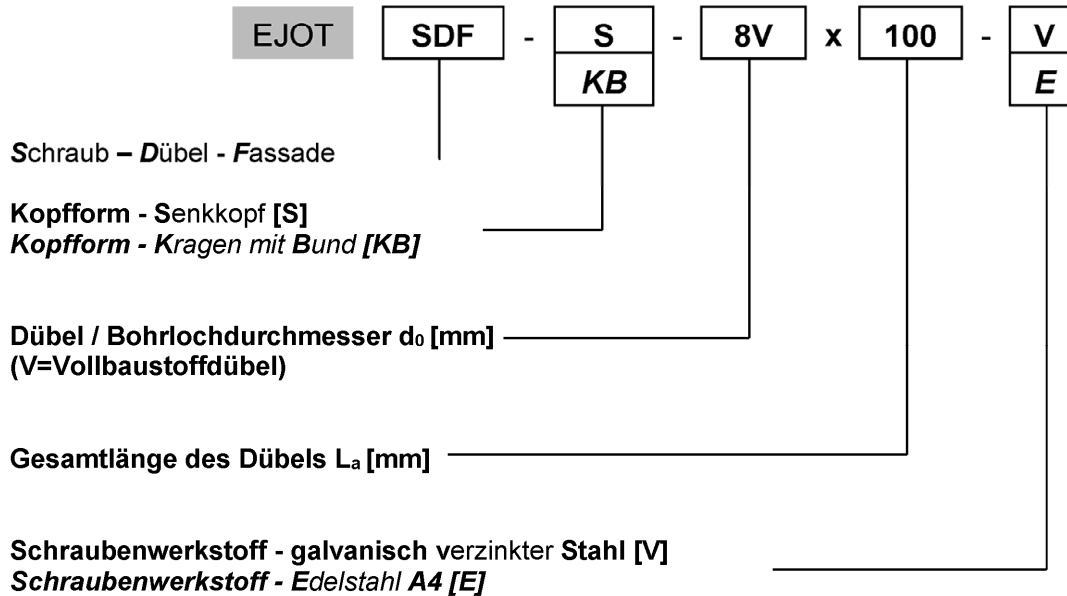 EJOT SDF - S - 8V x 100 - V
KB E
Schraub – Dübel - Fassade
Kopfform - Senkkopf [S]
Kopfform - Kragen mit Bund [KB]
Dübel / Bohrlochdurchmesser d₀ [mm]
(V=Vollbaustoffdübel)
Gesamtlänge des Dübels Lₐ [mm]
Schraubenwerkstoff - galvanisch verzinkter Stahl [V]
Schraubenwerkstoff - Edelstahl A4 [E]